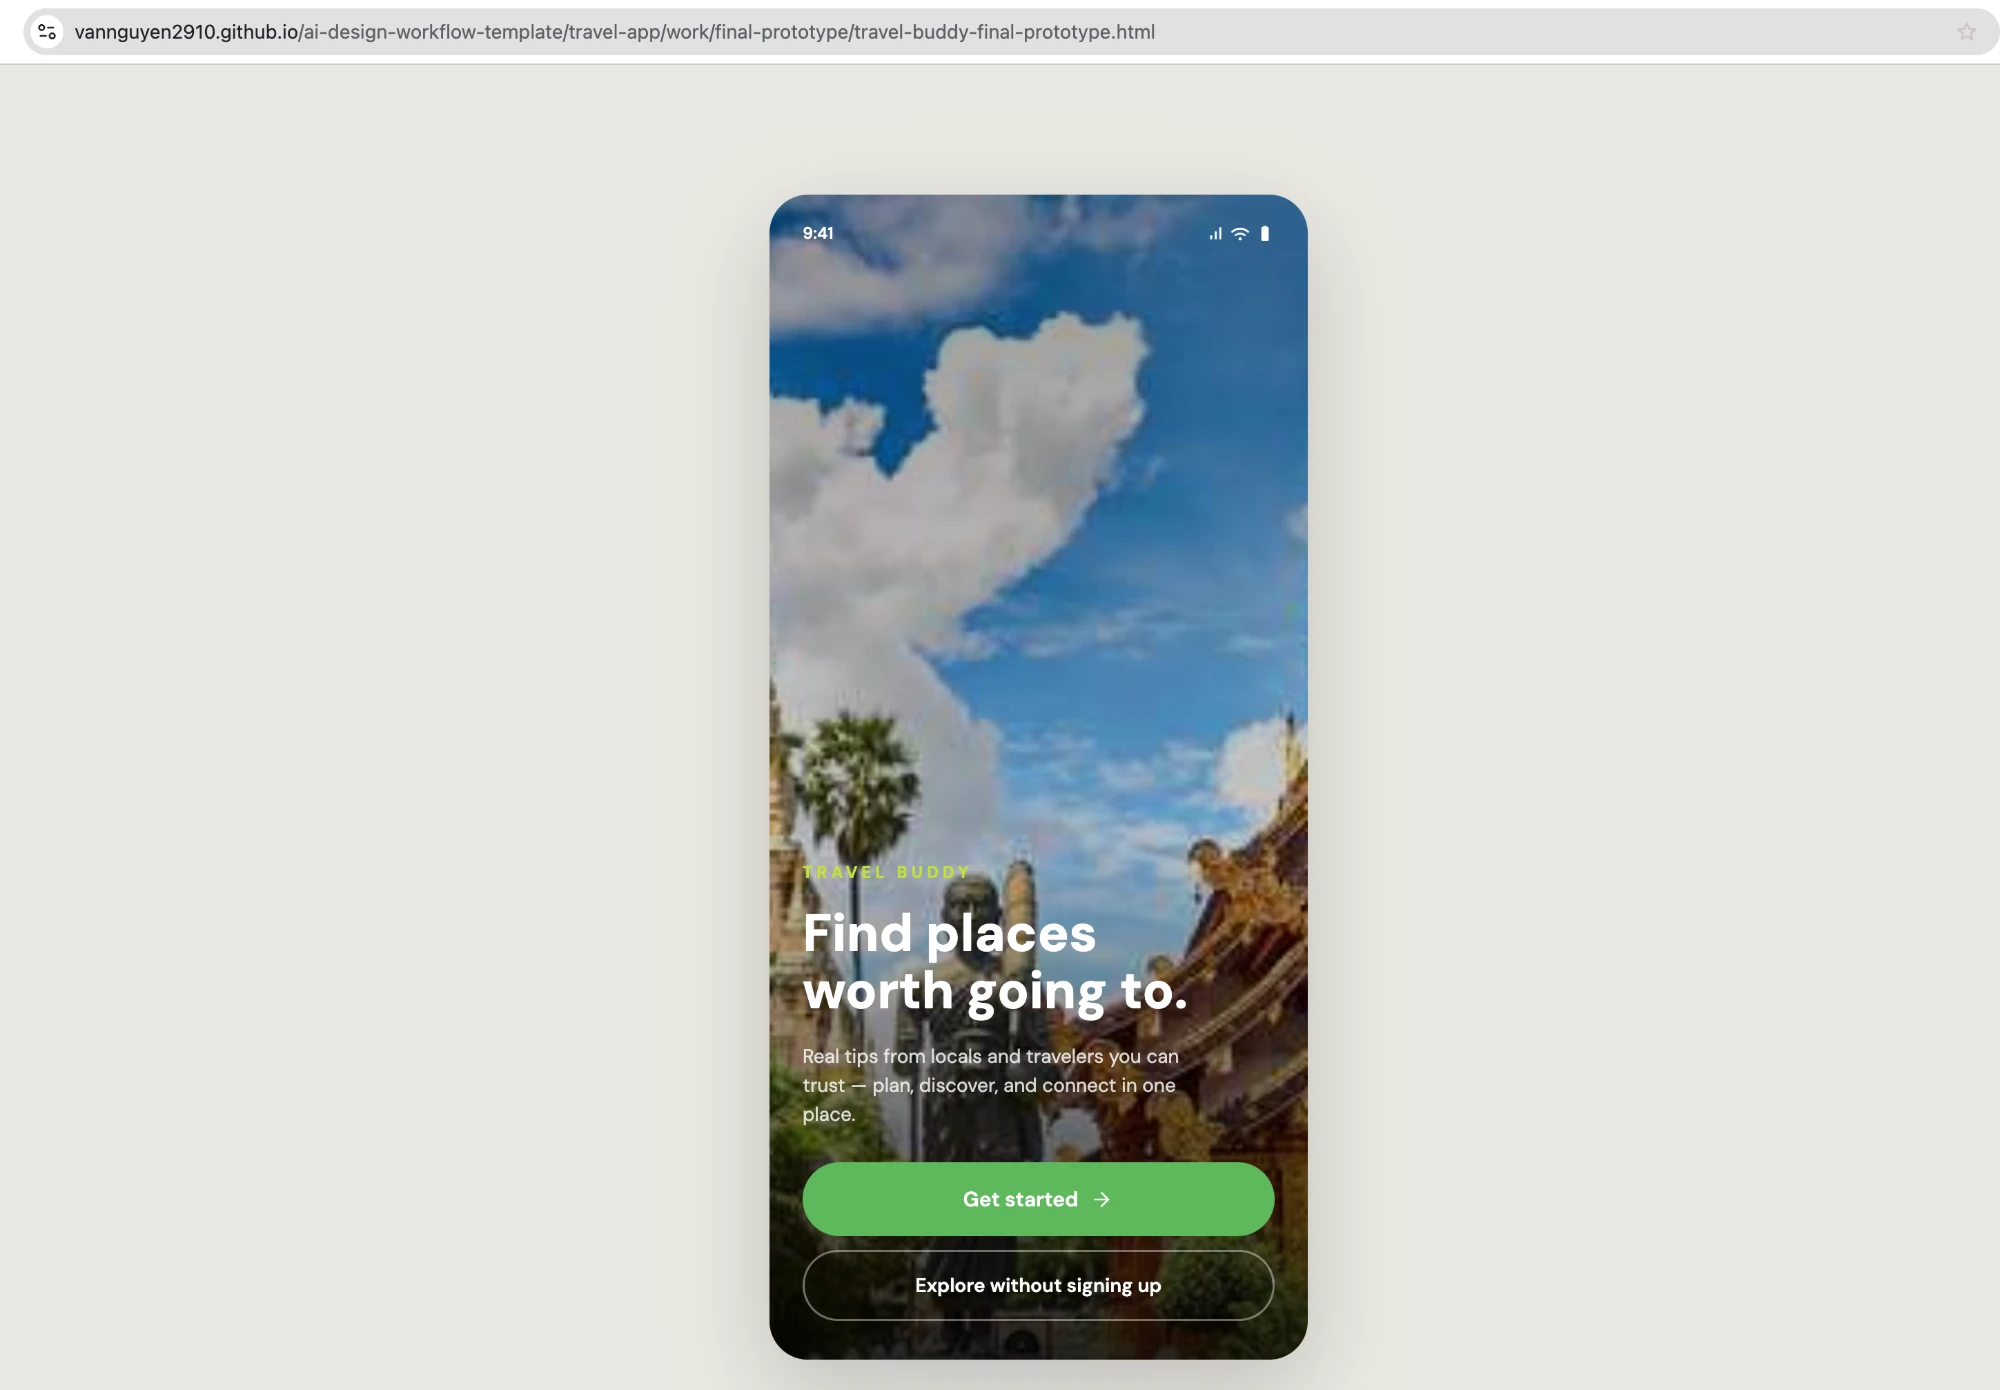 vannguyen2910.github.io/ai-design-workflow-template/travel-app/work/final-prototype/travel-buddy-final-prototype.html
9:41
TRAVEL BUDDY
Find places
worth going to.
Real tips from locals and travelers you can
trust — plan, discover, and connect in one
place.
Get started →
Explore without signing up